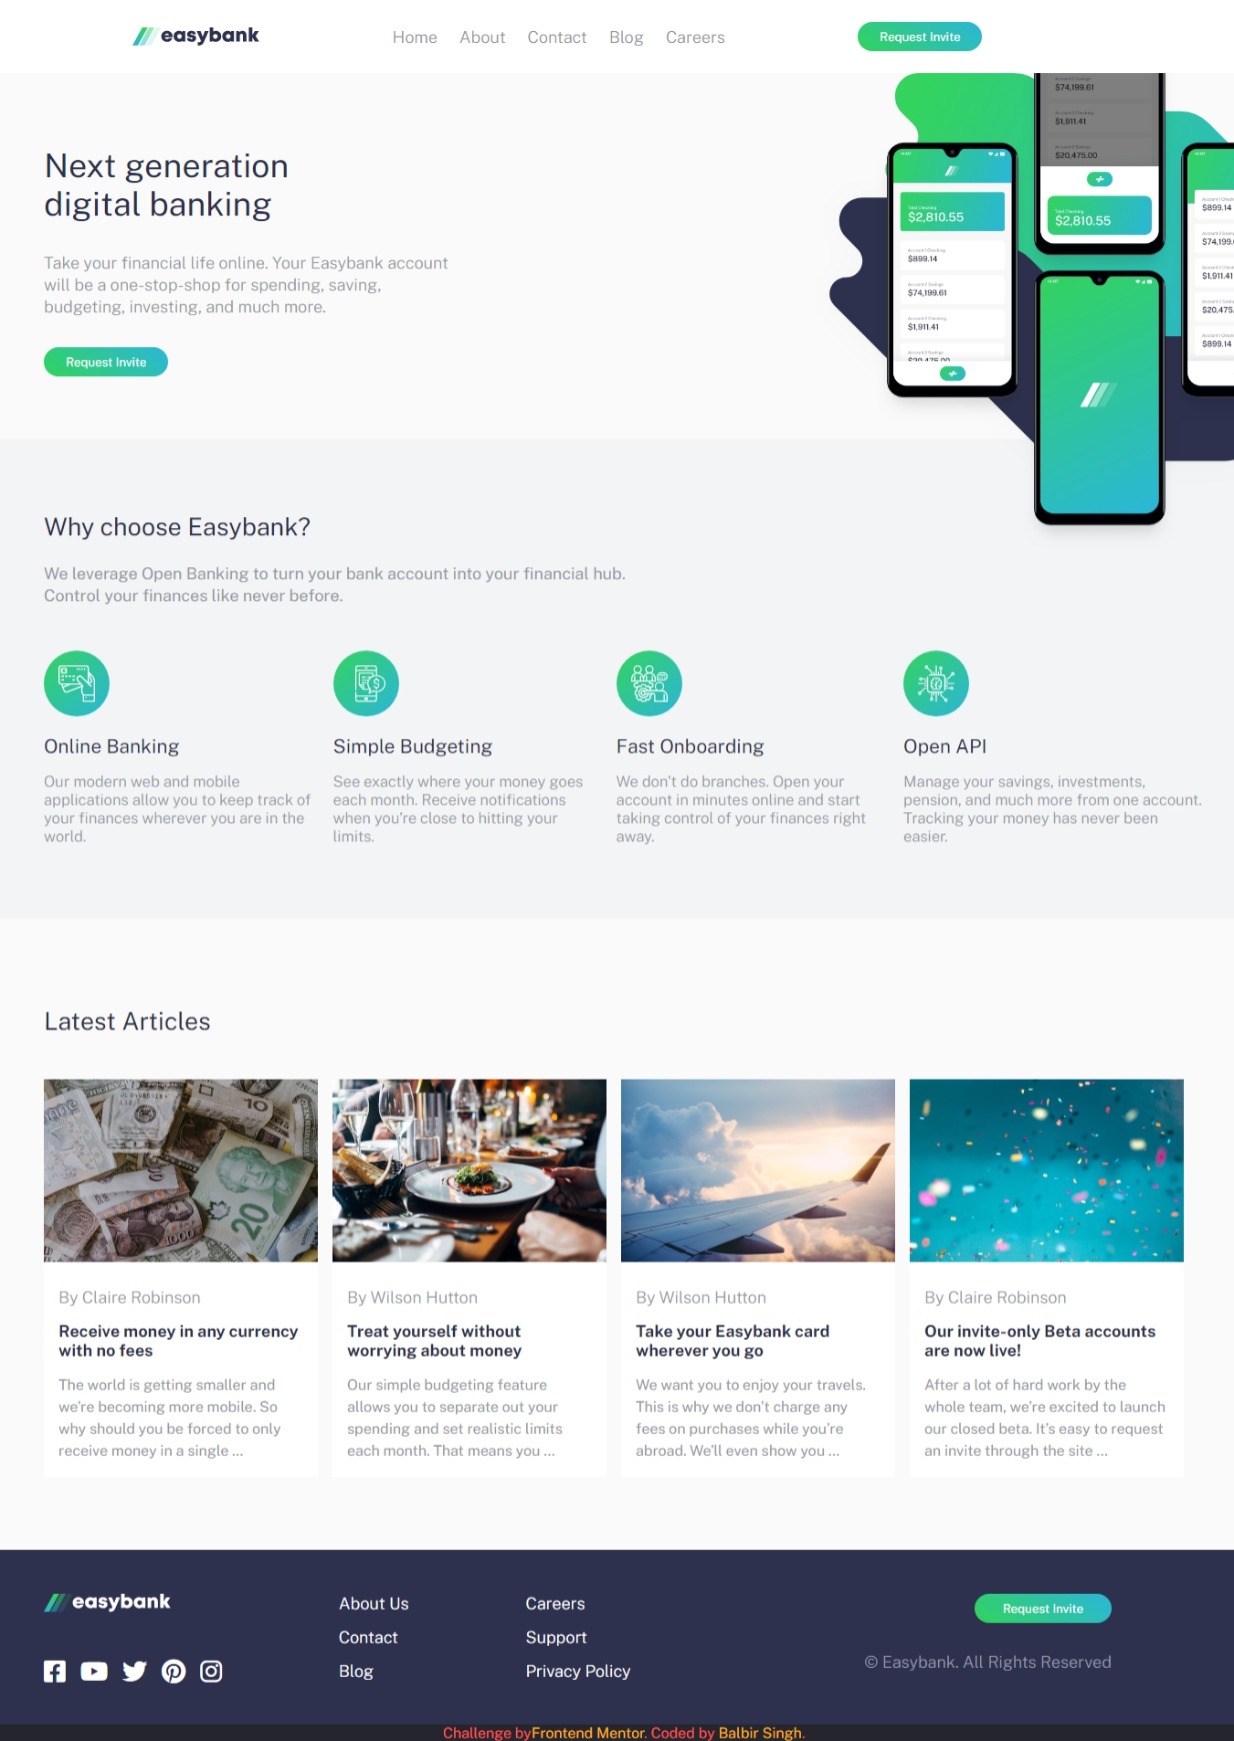 easybank
Home About Contact Blog Careers
Request Invite
Next generation
digital banking
Take your financial life online. Your Easybank account
will be a one-stop-shop for spending, saving,
budgeting, investing, and much more.
Request Invite
$74,199.61
$1,911.41
$20,475.00
Total Checking
$2,810.55
Total Checking
$2,810.55
$899.14
$74,199.61
$1,911.41
$899.14
$1,911.41
$899.14
Why choose Easybank?
We leverage Open Banking to turn your bank account into your financial hub.
Control your finances like never before.
Online Banking
Our modern web and mobile
applications allow you to keep track of
your finances wherever you are in the
world.
Simple Budgeting
See exactly where your money goes
each month. Receive notifications
when you're close to hitting your
limits.
Fast Onboarding
We don't do branches. Open your
account in minutes online and start
taking control of your finances right
away.
Open API
Manage your savings, investments,
pension, and much more from one account.
Tracking your money has never been
easier.
Latest Articles
10
20
1000
By Claire Robinson
Receive money in any currency
with no fees
The world is getting smaller and
we're becoming more mobile. So
why should you be forced to only
receive money in a single ...
By Wilson Hutton
Treat yourself without
worrying about money
Our simple budgeting feature
allows you to separate out your
spending and set realistic limits
each month. That means you ...
By Wilson Hutton
Take your Easybank card
wherever you go
We want you to enjoy your travels.
This is why we don't charge any
fees on purchases while you're
abroad. We'll even show you ...
By Claire Robinson
Our invite-only Beta accounts
are now live!
After a lot of hard work by the
whole team, we're excited to launch
our closed beta. It's easy to request
an invite through the site ...
easybank
About Us
Contact
Blog
Careers
Support
Privacy Policy
Request Invite
© Easybank. All Rights Reserved
Challenge byFrontend Mentor. Coded by Balbir Singh.